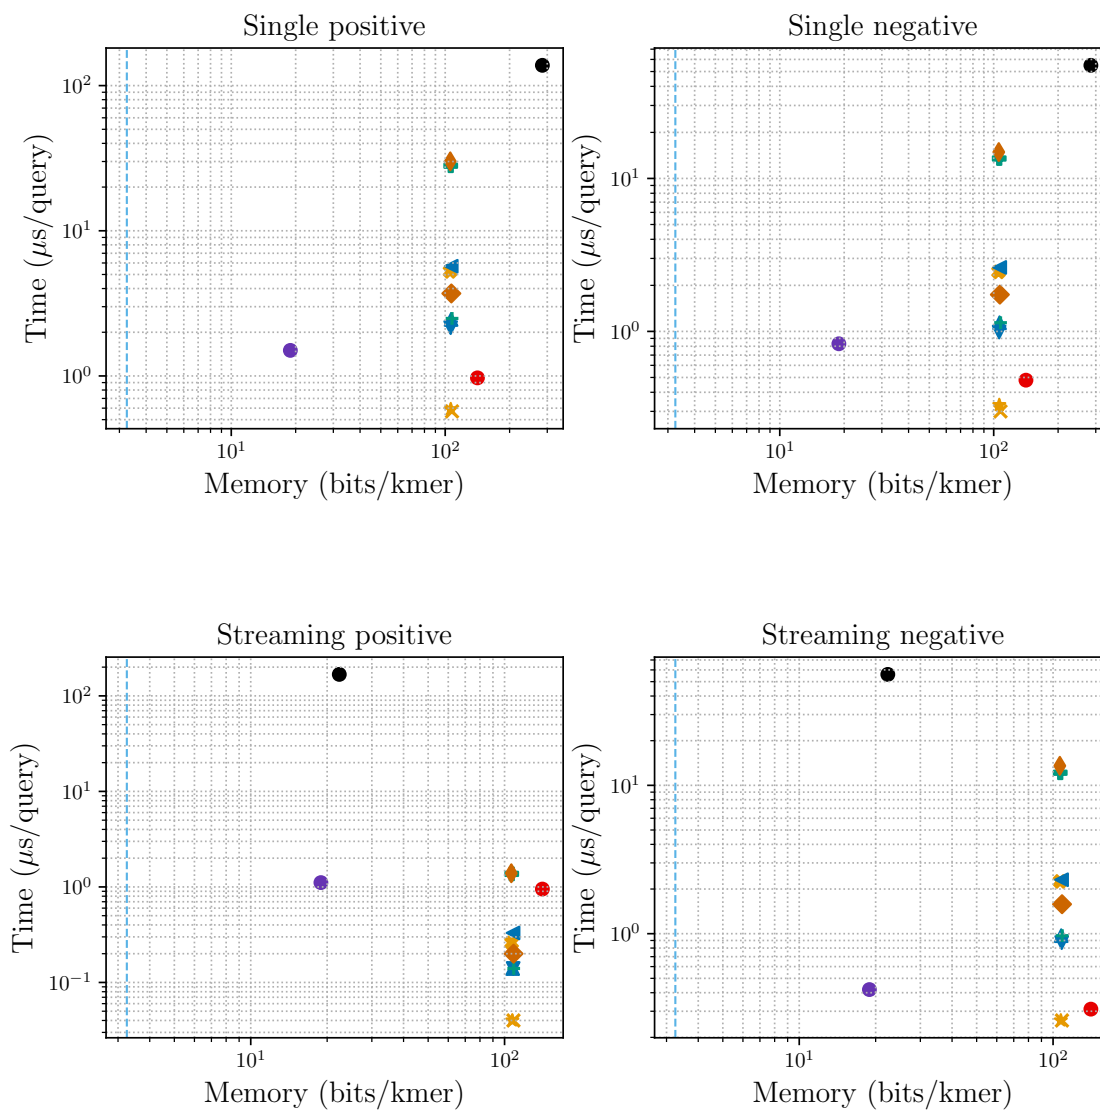 Single positive
Single negative
Time (μs/query)
10²
10¹
10⁰
10¹
10²
Memory (bits/kmer)
Time (μs/query)
10¹
10⁰
10¹
10²
Memory (bits/kmer)
Streaming positive
Streaming negative
Time (μs/query)
10²
10¹
10⁰
10⁻¹
10¹
10²
Memory (bits/kmer)
Time (μs/query)
10¹
10⁰
10¹
10²
Memory (bits/kmer)